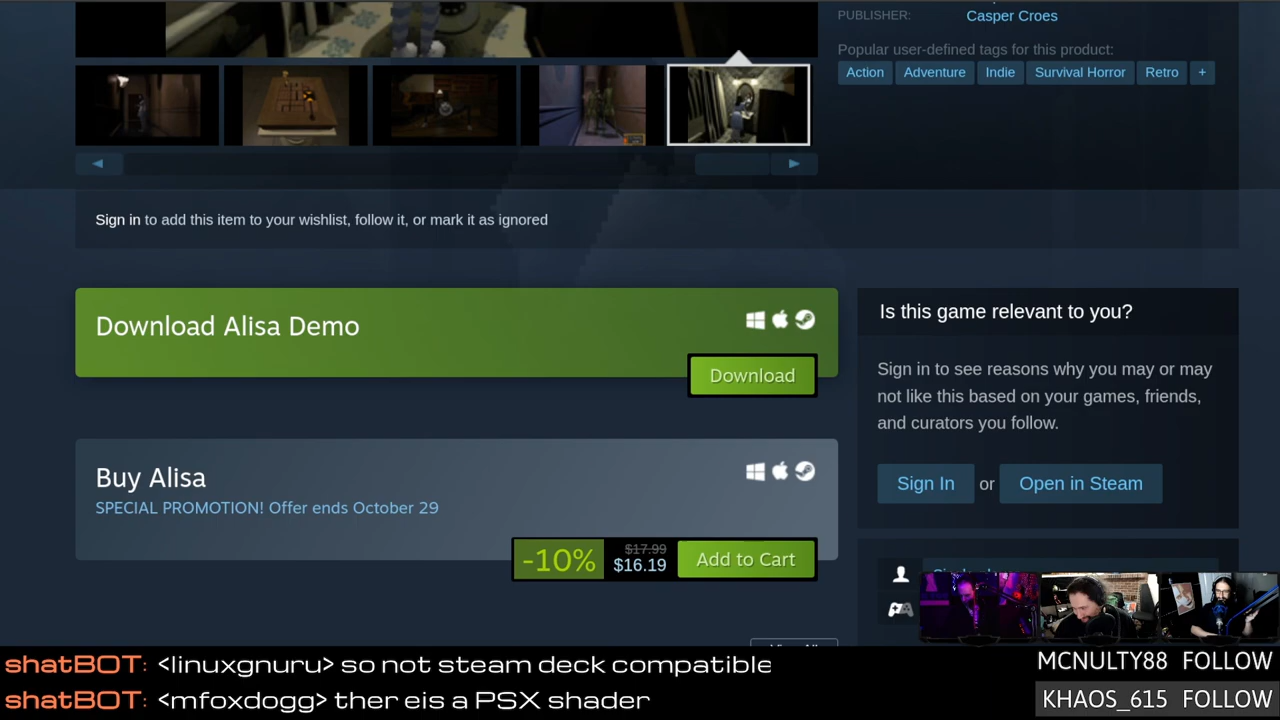 PUBLISHER: Casper Croes
Popular user-defined tags for this product:
Action Adventure Indie Survival Horror Retro +
Sign in to add this item to your wishlist, follow it, or mark it as ignored
Download Alisa Demo
Download
Is this game relevant to you?
Sign in to see reasons why you may or may
not like this based on your games, friends,
and curators you follow.
Sign In or Open in Steam
Buy Alisa
SPECIAL PROMOTION! Offer ends October 29
-10% $17.99 $16.19 Add to Cart
shatBOT: <linuxgnuru> so not steam deck compatible
shatBOT: <mfoxdogg> ther eis a PSX shader
MCNULTY88 FOLLOW
KHAOS_615 FOLLOW